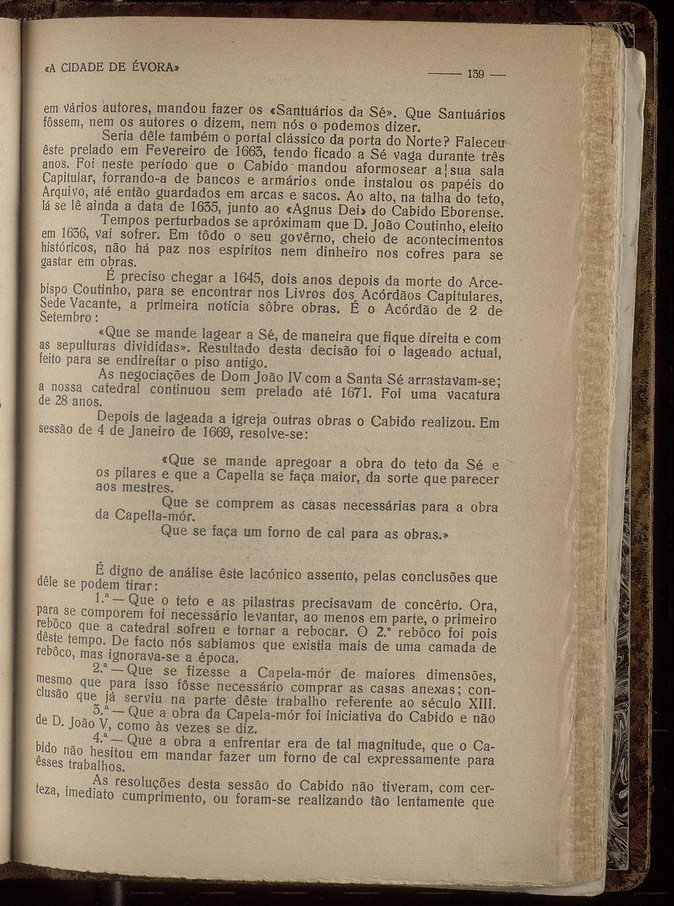 «A CIDADE DE ÉVORA»
—— 139 —
em vários autores, mandou fazer os «Santuários da Sé». Que Santuários
fôssem, nem os autores o dizem, nem nós o podemos dizer.
Seria dêle também o portal clássico da porta do Norte? Faleceu
êste prelado em Fevereiro de 1663, tendo ficado a Sé vaga durante três
anos. Foi neste período que o Cabido mandou aformosear a sua sala
Capitular, forrando-a de bancos e armários onde instalou os papéis do
Arquivo, até então guardados em arcas e sacos. Ao alto, na talha do teto,
lá se lê ainda a data de 1635, junto ao «Agnus Dei» do Cabido Eborense.
Tempos perturbados se apróximam que D. João Coutinho, eleito
em 1636, vai sofrer. Em tôdo o seu govêrno, cheio de acontecimentos
históricos, não há paz nos espiritos nem dinheiro nos cofres para se
gastar em obras.
É preciso chegar a 1645, dois anos depois da morte do Arce-
bispo Coutinho, para se encontrar nos Livros dos Acórdãos Capitulares,
Sede Vacante, a primeira notícia sôbre obras. É o Acórdão de 2 de
Setembro:
«Que se mande lagear a Sé, de maneira que fique direita e com
as sepulturas divididas». Resultado desta decisão foi o lageado actual,
feito para se endireitar o piso antigo.
As negociações de Dom João IV com a Santa Sé arrastavam-se;
a nossa catedral continuou sem prelado até 1671. Foi uma vacatura
de 28 anos.
Depois de lageada a igreja outras obras o Cabido realizou. Em
sessão de 4 de Janeiro de 1669, resolve-se:
«Que se mande apregoar a obra do teto da Sé e
os pilares e que a Capella se faça maior, da sorte que parecer
aos mestres.
Que se comprem as casas necessárias para a obra
da Capella-mór.
Que se faça um forno de cal para as obras.»
É digno de análise êste lacónico assento, pelas conclusões que
dêle se podem tirar:
1.ª — Que o teto e as pilastras precisavam de concêrto. Ora,
para se comporem foi necessário levantar, ao menos em parte, o primeiro
rebôco que a catedral sofreu e tornar a rebocar. O 2.º rebôco foi pois
dêste tempo. De facto nós sabiamos que existia mais de uma camada de
rebôco, mas ignorava-se a época.
2.ª — Que se fizesse a Capela-mór de maiores dimensões,
mesmo que para isso fôsse necessário comprar as casas anexas; con-
clusão que já serviu na parte dêste trabalho referente ao século XIII.
3.ª — Que a obra da Capela-mór foi iniciativa do Cabido e não
de D. João V, como às vezes se diz.
4.ª — Que a obra a enfrentar era de tal magnitude, que o Ca-
bido não hesitou em mandar fazer um forno de cal expressamente para
êsses trabalhos.
As resoluções desta sessão do Cabido não tiveram, com cer-
teza, imediato cumprimento, ou foram-se realizando tão lentamente que